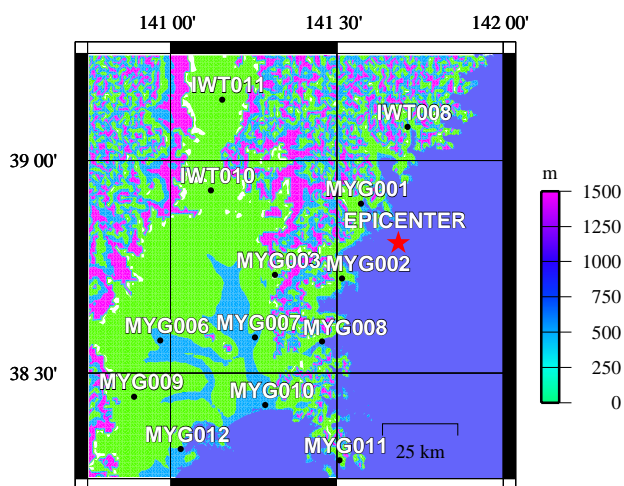 141 00' 141 30' 142 00'
IWT011
IWT008
39 00'
m
IWT010
MYG001
1500
EPICENTER
1250
MYG003 MYG002
1000
750
MYG006 MYG007 MYG008
500
38 30'
250
MYG009
MYG010
0
MYG012 MYG011
25 km